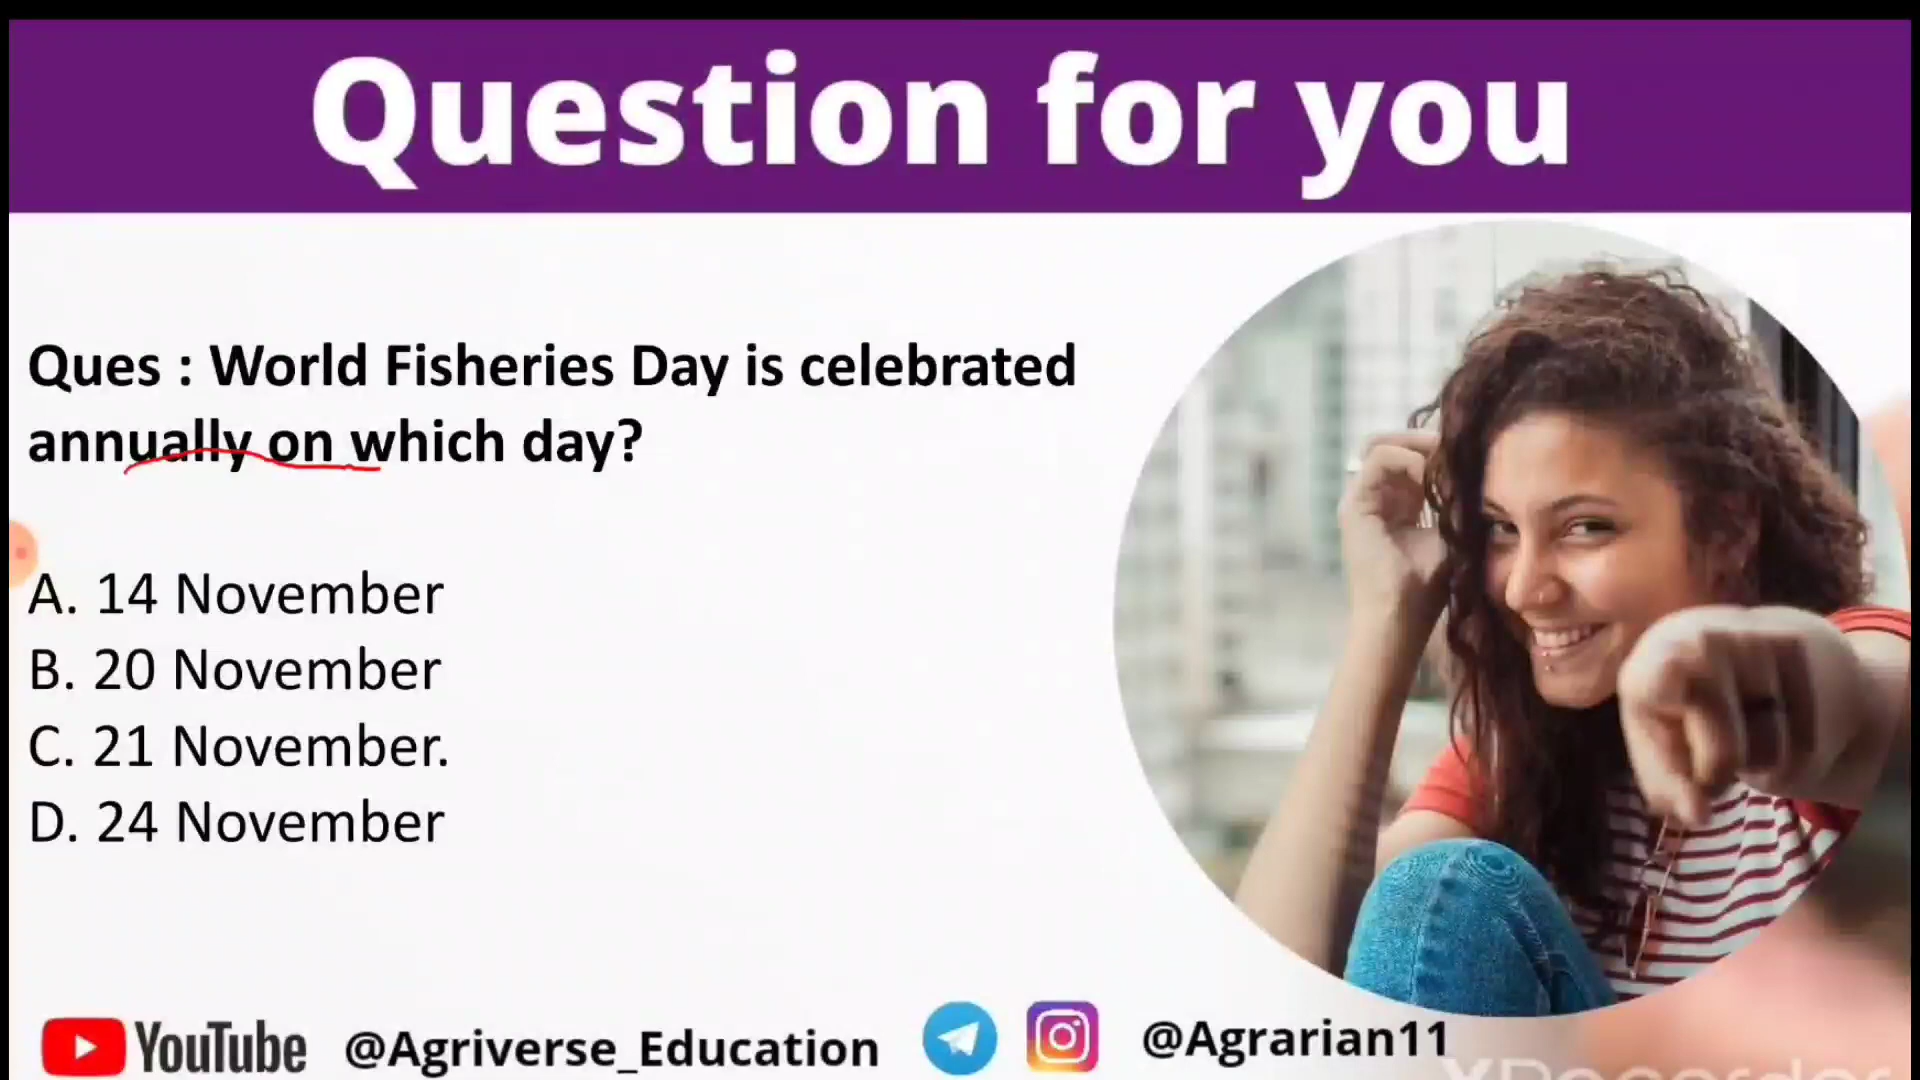 Question for you
Ques : World Fisheries Day is celebrated
annually on which day?
A. 14 November
B. 20 November
C. 21 November.
D. 24 November
YouTube @Agriverse_Education @Agrarian11
XRecorder